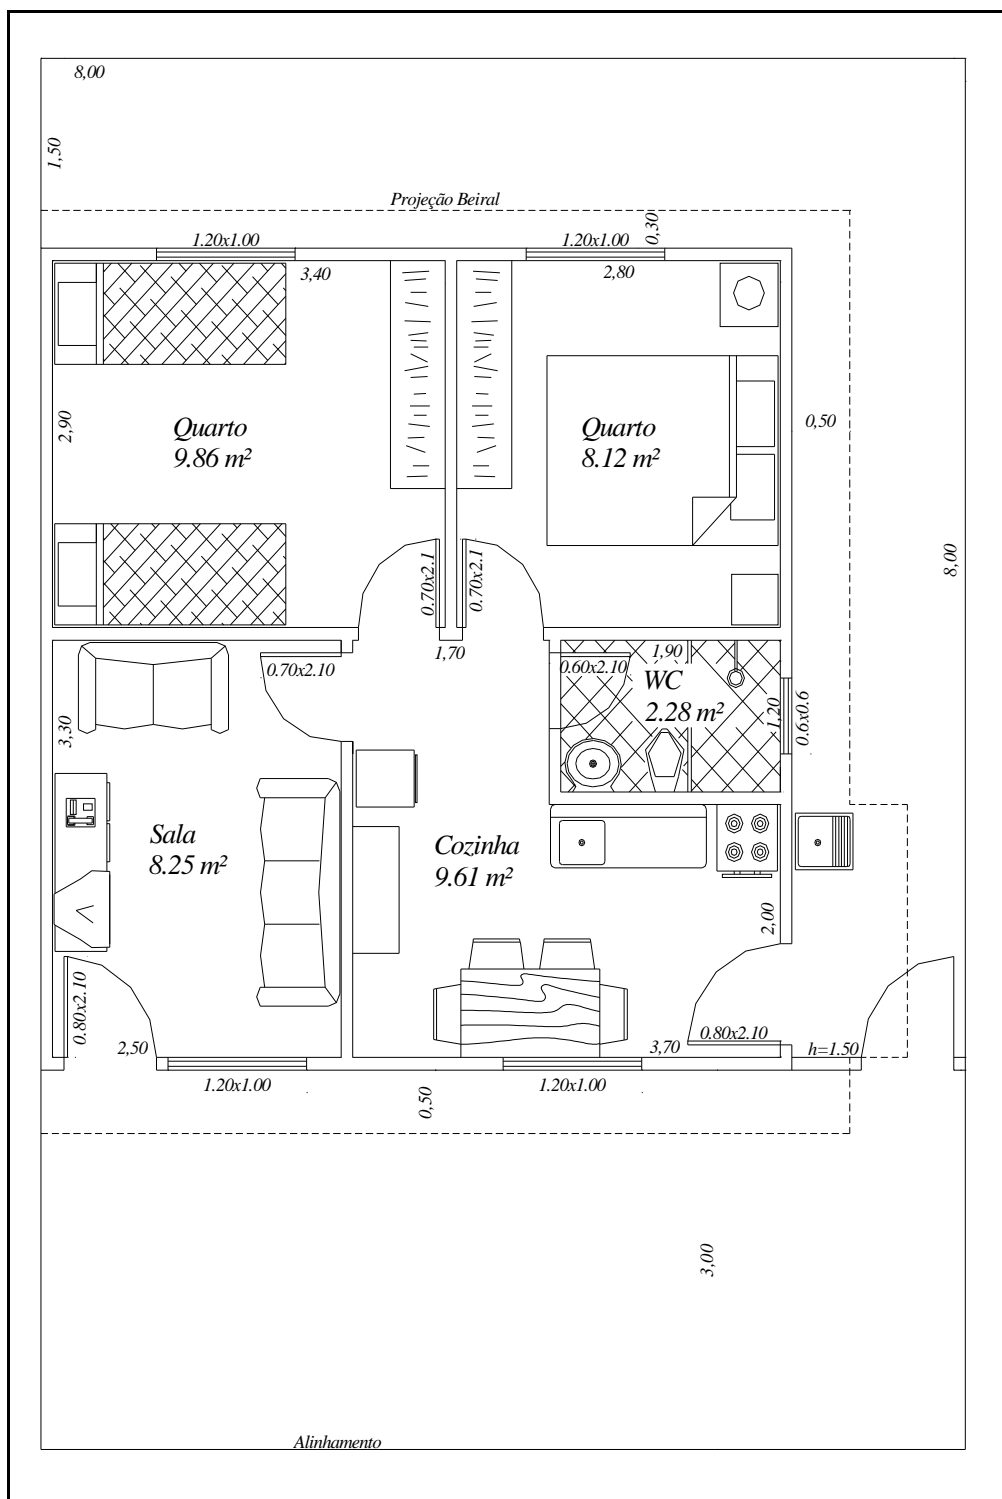 8,00
1,50
Projeção Beiral
0,30
1.20x1.00
1.20x1.00
3,40
2,80
2,90
Quarto
9.86 m²
Quarto
8.12 m²
0,50
8,00
0.70x2.1
0.70x2.1
1,70
0.70x2.10
0.60x2.10
1,90
WC
2.28 m²
1,20
0.6x0.6
3,30
Sala
8.25 m²
Cozinha
9.61 m²
2,00
0.80x2.10
2,50
3,70
0.80x2.10
h=1.50
1.20x1.00
0,50
1.20x1.00
3,00
Alinhamento